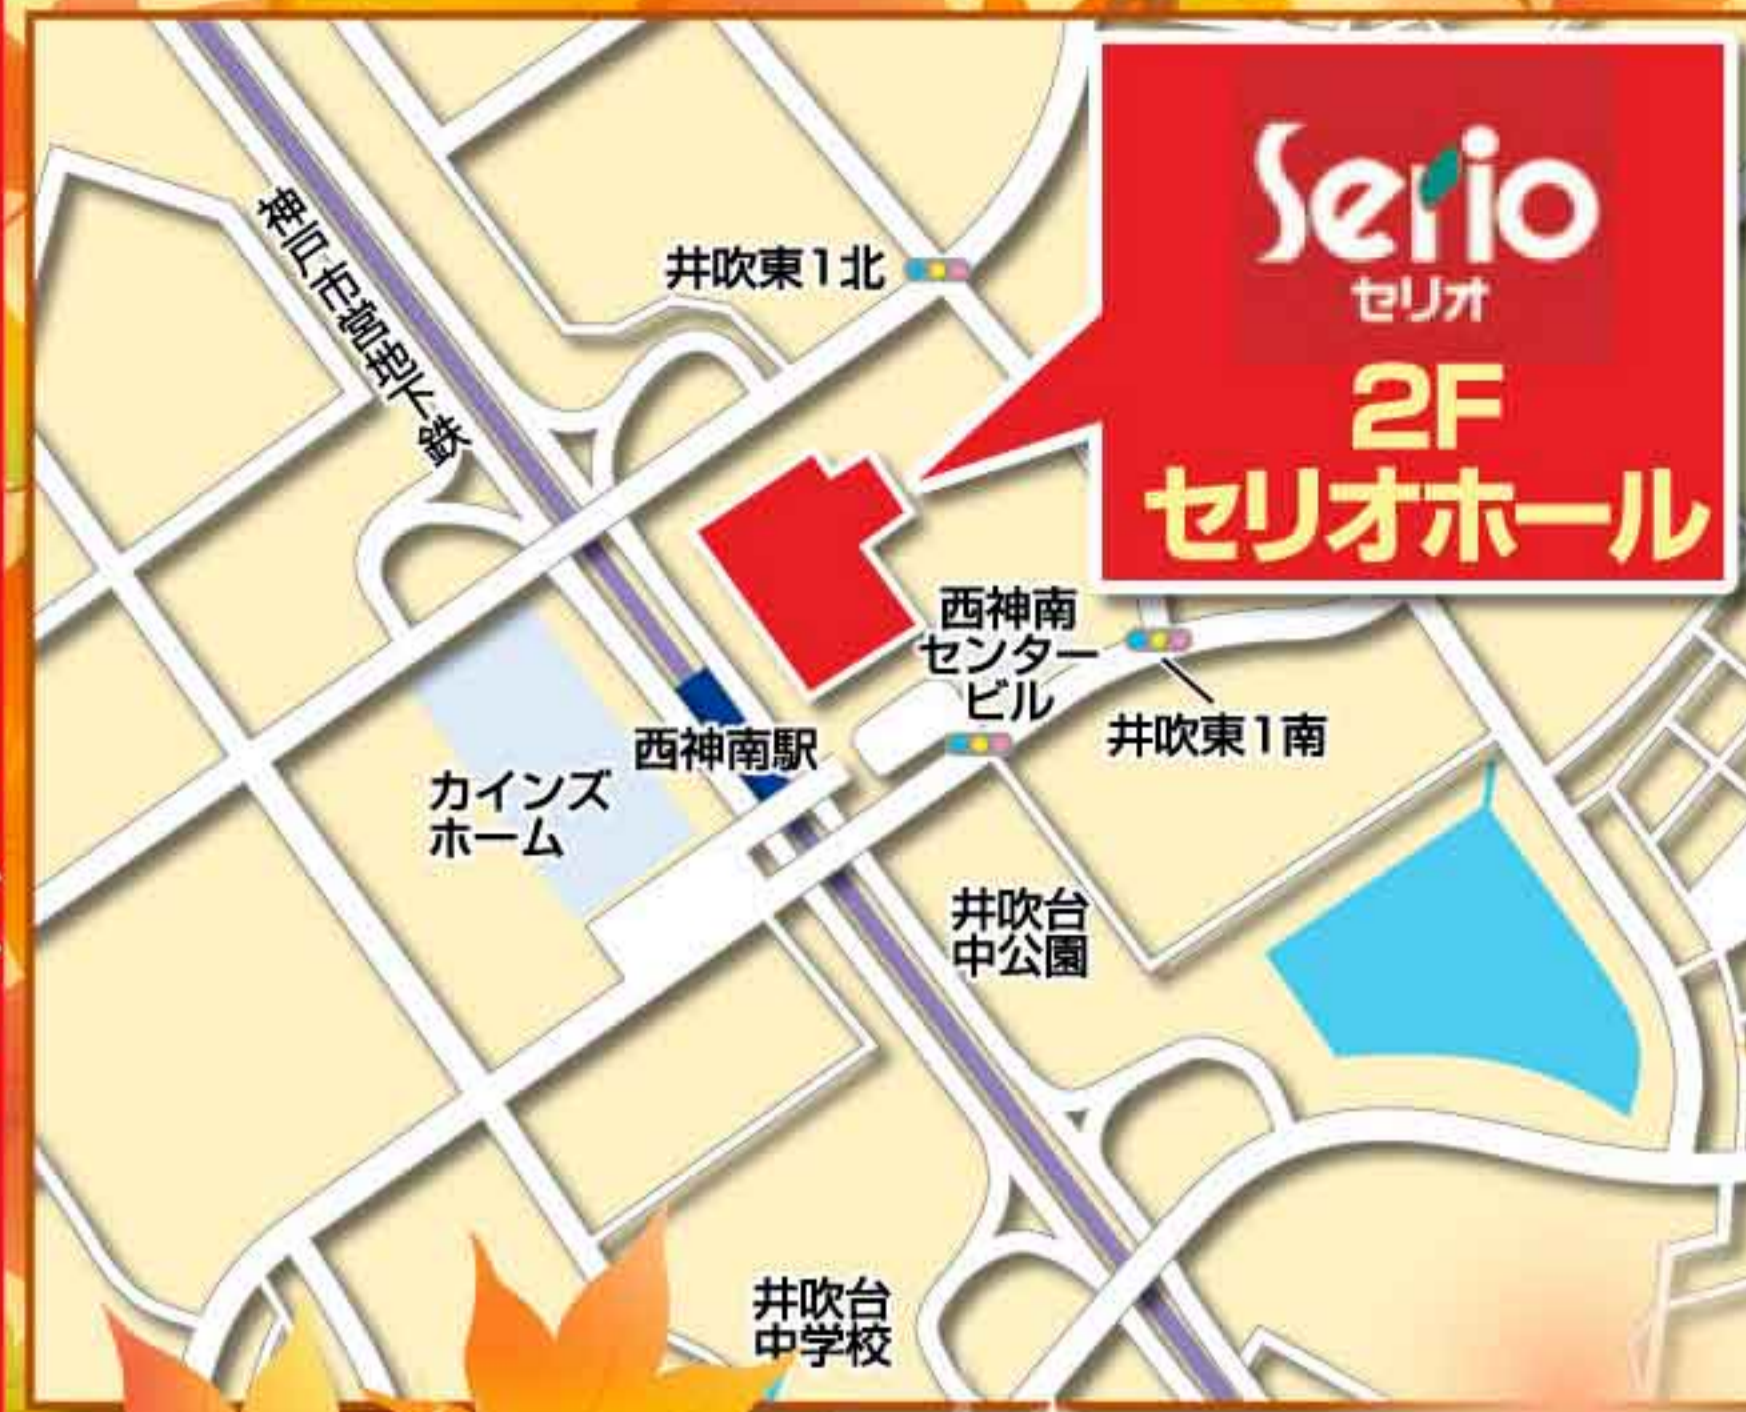 Serio
セリオ
2F
セリオホール
神戸市営地下鉄
井吹東1北
西神南
センター
ビル
井吹東1南
西神南駅
カインズ
ホーム
井吹台
中公園
井吹台
中学校